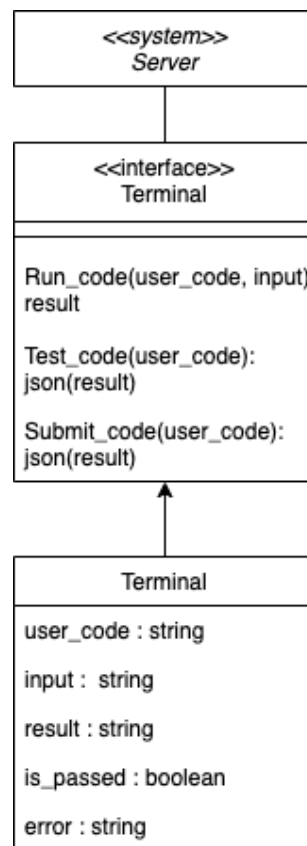 <<system>>
Server
<<interface>>
Terminal
Run_code(user_code, input)
result
Test_code(user_code):
json(result)
Submit_code(user_code):
json(result)
Terminal
user_code : string
input :  string
result : string
is_passed : boolean
error : string